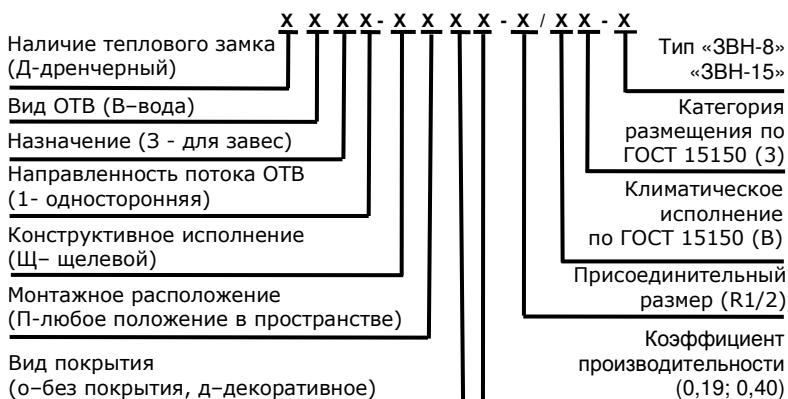 X X X X - X X X X - X / X X - X
Наличие теплового замка
(Д-дренчерный)
Вид ОТВ (В–вода)
Назначение (З - для завес)
Направленность потока ОТВ
(1- односторонняя)
Конструктивное исполнение
(Щ– щелевой)
Монтажное расположение
(П-любое положение в пространстве)
Вид покрытия
(о–без покрытия, д–декоративное)
Тип «ЗВН-8»
«ЗВН-15»
Категория
размещения по
ГОСТ 15150 (3)
Климатическое
исполнение
по ГОСТ 15150 (В)
Присоединительный
размер (R1/2)
Коэффициент
производительности
(0,19; 0,40)